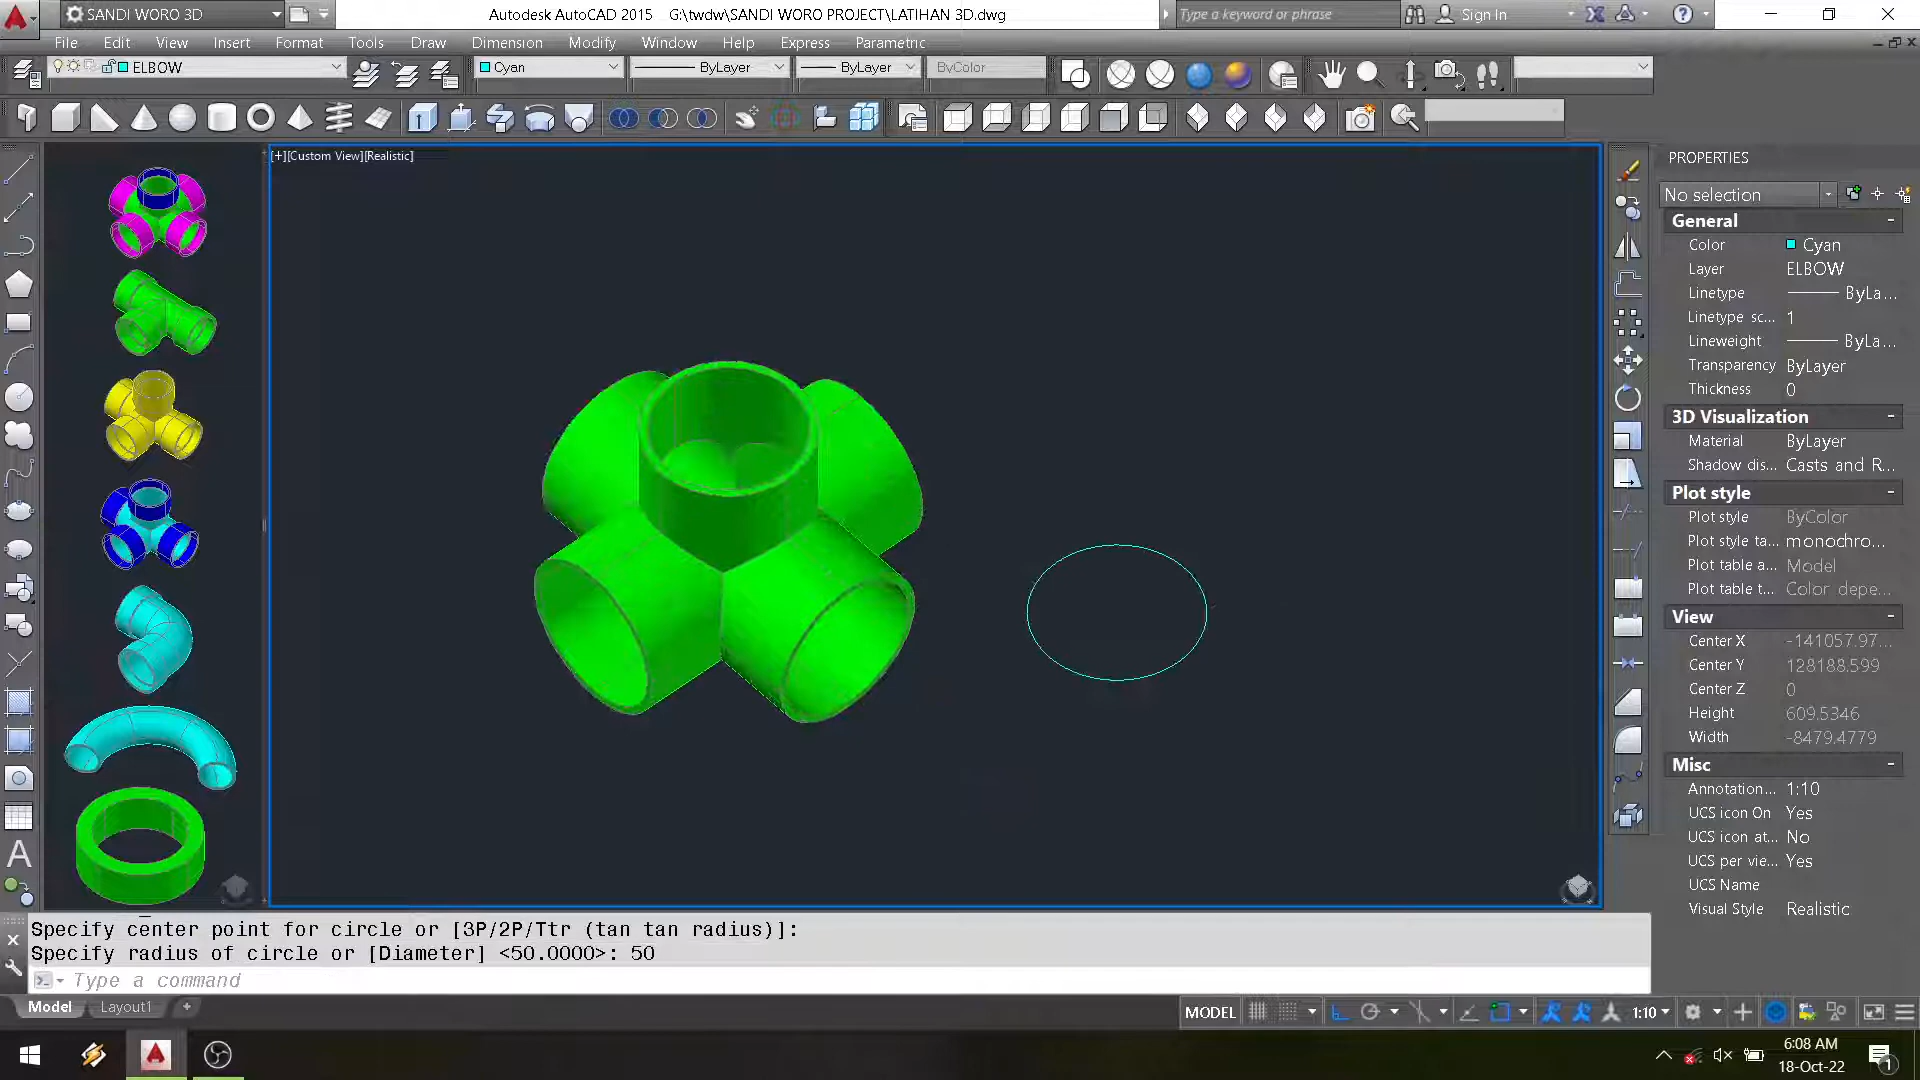 SANDI WORO 3D
Autodesk AutoCAD 2015 G:\twdw\SANDI WORO PROJECT\LATIHAN 3D.dwg
Type a keyword or phrase
Sign In
File Edit View Insert Format Tools Draw Dimension Modify Window Help Express Parametric
ELBOW
Cyan
ByLayer
ByLayer
ByColor
[+][Custom View][Realistic]
PROPERTIES
No selection
General
Color Cyan
Layer ELBOW
Linetype ByLa...
Linetype sc... 1
Lineweight ByLa...
Transparency ByLayer
Thickness 0
3D Visualization
Material ByLayer
Shadow dis... Casts and R...
Plot style
Plot style ByColor
Plot style ta... monochro...
Plot table a... Model
Plot table t... Color depe...
View
Center X -141057.97...
Center Y 128188.599
Center Z 0
Height 609.5346
Width -8479.4779
Misc
Annotation... 1:10
UCS icon On Yes
UCS icon at... No
UCS per vie... Yes
UCS Name
Visual Style Realistic
Specify center point for circle or [3P/2P/Ttr (tan tan radius)]:
Specify radius of circle or [Diameter] <50.0000>: 50
Type a command
Model Layout1 +
MODEL
1:10
6:08 AM
18-Oct-22
1